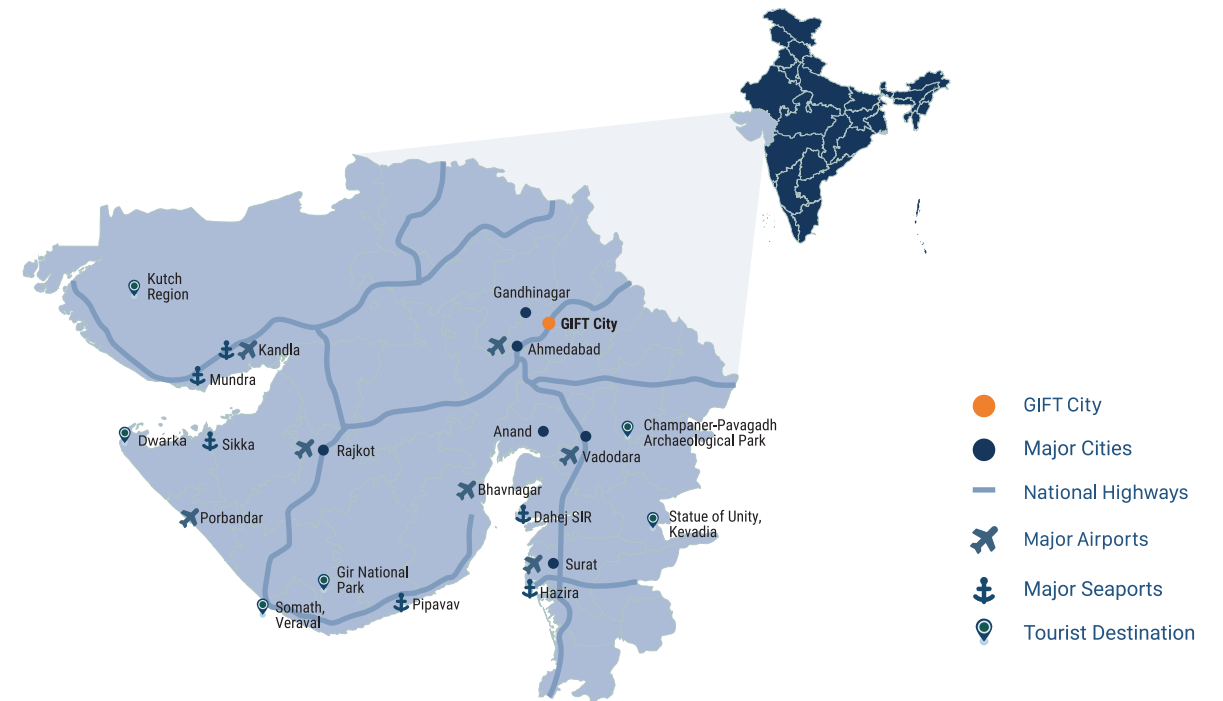 Kutch
Region
Gandhinagar
GIFT City
Ahmedabad
Kandla
Mundra
Dwarka
Sikka
Rajkot
Anand
Vadodara
Champaner-Pavagadh
Archaeological Park
Bhavnagar
Porbandar
Dahej SIR
Statue of Unity,
Kevadia
Surat
Hazira
Gir National
Park
Somath,
Veraval
Pipavav
GIFT City
Major Cities
National Highways
Major Airports
Major Seaports
Tourist Destination